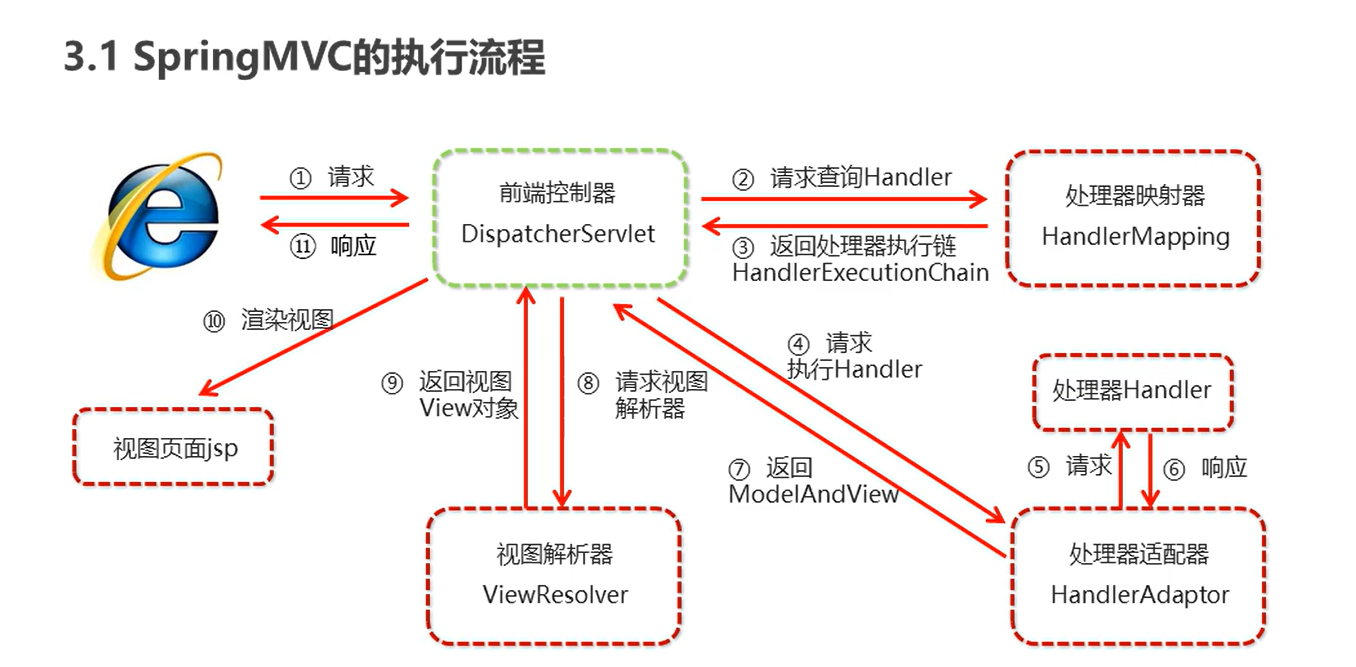 3.1 SpringMVC的执行流程
① 请求
⑪ 响应
前端控制器
DispatcherServlet
② 请求查询Handler
③ 返回处理器执行链
HandlerExecutionChain
处理器映射器
HandlerMapping
⑩ 渲染视图
④ 请求
执行Handler
⑨ 返回视图
View对象
⑧ 请求视图
解析器
处理器Handler
视图页面jsp
⑦ 返回
ModelAndView
⑤ 请求
⑥ 响应
视图解析器
ViewResolver
处理器适配器
HandlerAdaptor